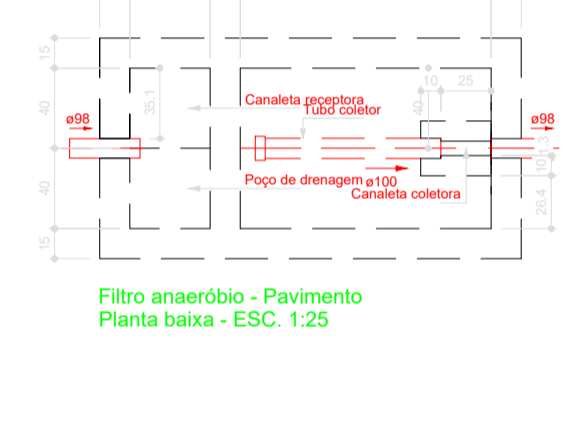 10
25
15
40
35.1
40
15
Canaleta receptora
Tubo coletor
40
ø98
ø98
Poço de drenagem
ø100
Canaleta coletora
10
26.4
Filtro anaeróbio - Pavimento
Planta baixa - ESC. 1:25